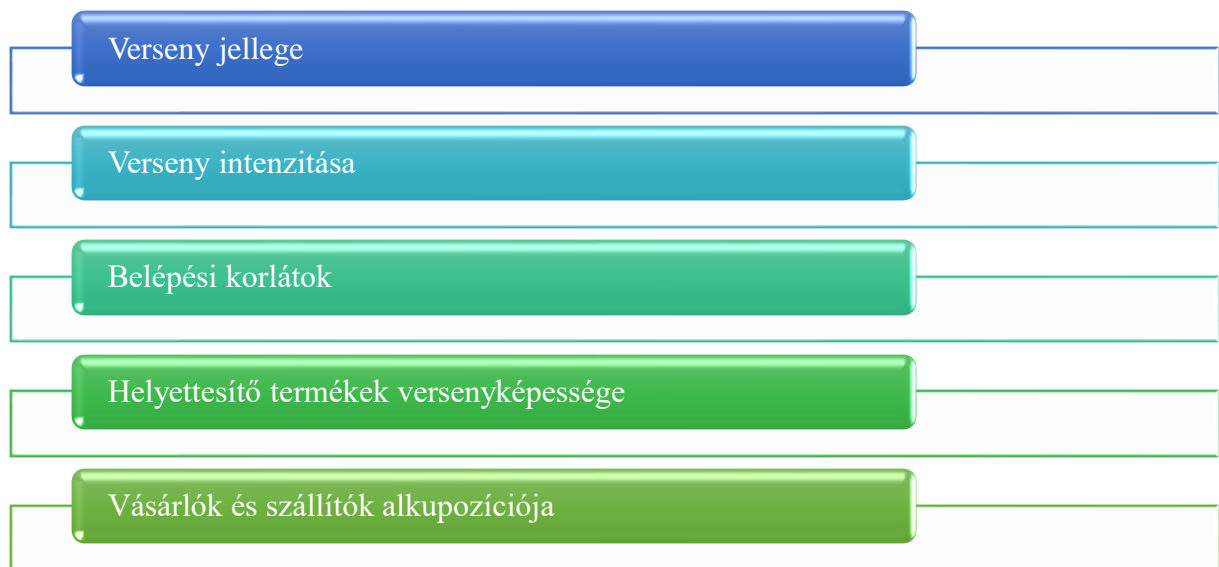 Verseny jellege
Verseny intenzitása
Belépési korlátok
Helyettesítő termékek versenyképessége
Vásárlók és szállítók alkupozíciója